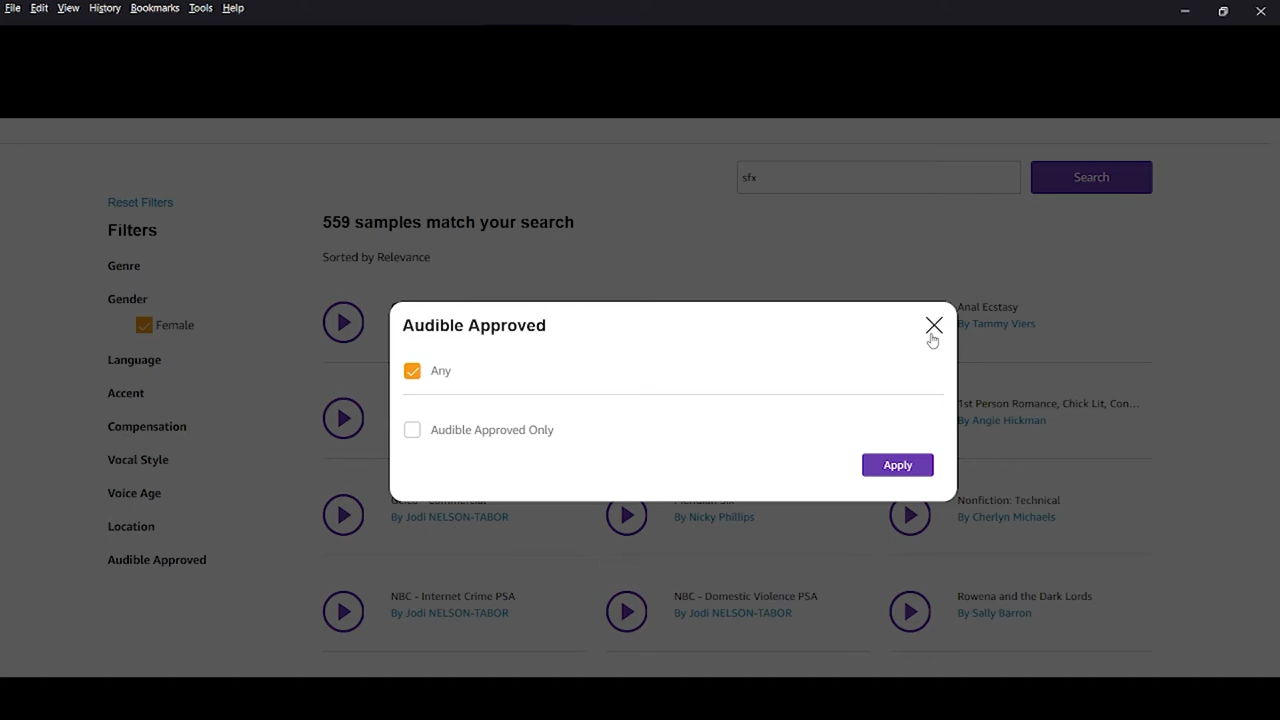 File Edit View History Bookmarks Tools Help
sfx
Search
Reset Filters
Filters
559 samples match your search
Sorted by Relevance
Genre
Gender
Female
Language
Accent
Compensation
Vocal Style
Voice Age
Location
Audible Approved
Anal Ecstasy
By Tammy Viers
Audible Approved
Any
Audible Approved Only
Apply
1st Person Romance, Chick Lit, Con...
By Angie Hickman
By Jodi NELSON-TABOR
By Nicky Phillips
Nonfiction: Technical
By Cherlyn Michaels
NBC - Internet Crime PSA
By Jodi NELSON-TABOR
NBC - Domestic Violence PSA
By Jodi NELSON-TABOR
Rowena and the Dark Lords
By Sally Barron